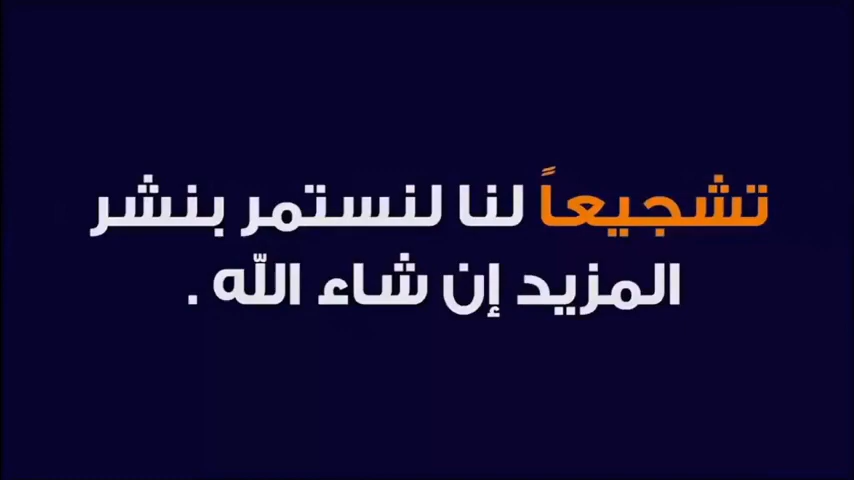 تشجيعاً لنا لنستمر بنشر
المزيد إن شاء الله .